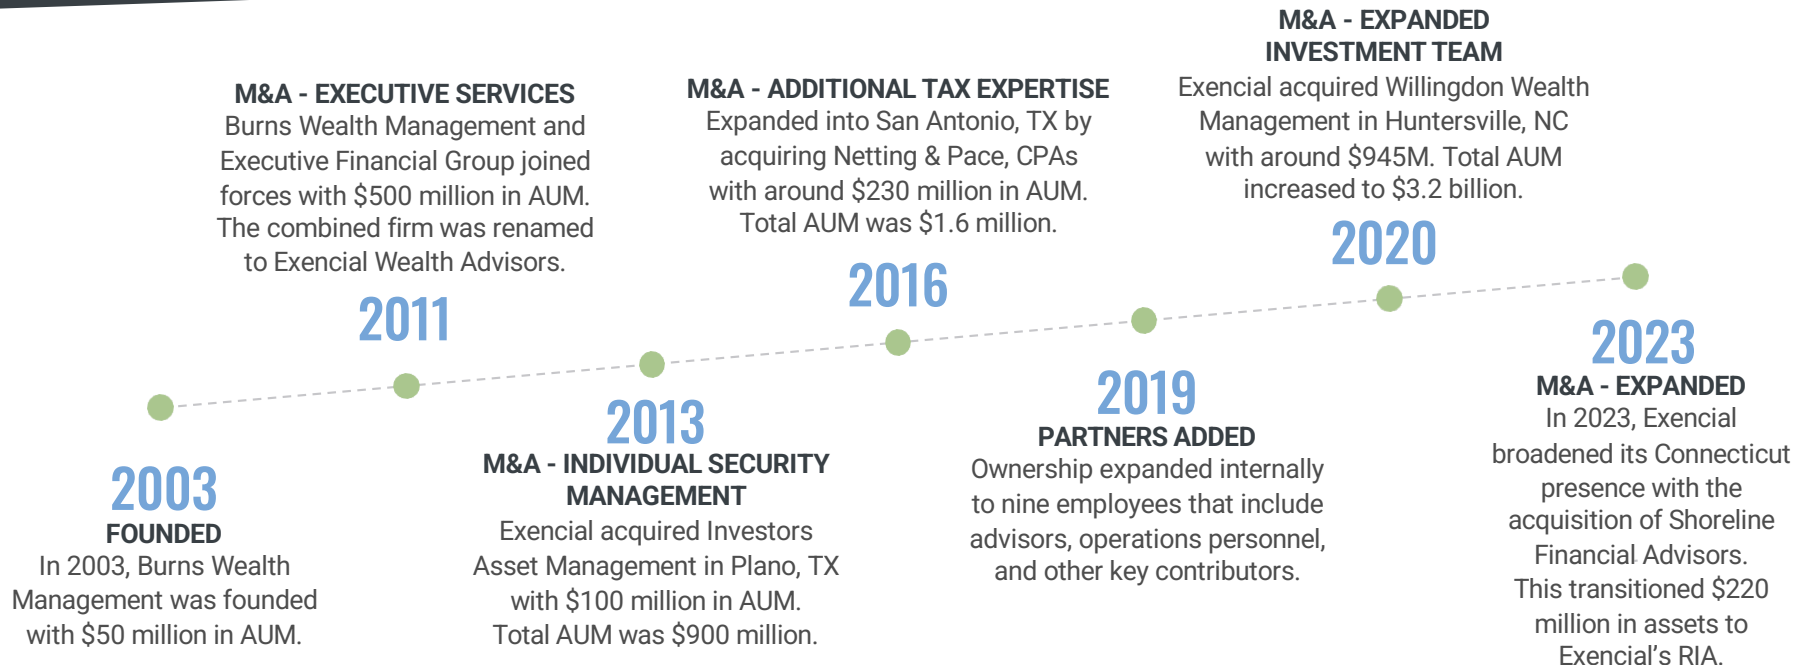 2003
FOUNDED
In 2003, Burns Wealth
Management was founded
with $50 million in AUM.
M&A - EXECUTIVE SERVICES
Burns Wealth Management and
Executive Financial Group joined
forces with $500 million in AUM.
The combined firm was renamed
to Exencial Wealth Advisors.
2011
2013
M&A - INDIVIDUAL SECURITY
MANAGEMENT
Exencial acquired Investors
Asset Management in Plano, TX
with $100 million in AUM.
Total AUM was $900 million.
M&A - ADDITIONAL TAX EXPERTISE
Expanded into San Antonio, TX by
acquiring Netting & Pace, CPAs
with around $230 million in AUM.
Total AUM was $1.6 million.
2016
2019
PARTNERS ADDED
Ownership expanded internally
to nine employees that include
advisors, operations personnel,
and other key contributors.
M&A - EXPANDED
INVESTMENT TEAM
Exencial acquired Willingdon Wealth
Management in Huntersville, NC
with around $945M. Total AUM
increased to $3.2 billion.
2020
2023
M&A - EXPANDED
In 2023, Exencial
broadened its Connecticut
presence with the
acquisition of Shoreline
Financial Advisors.
This transitioned $220
million in assets to
Exencial's RIA.